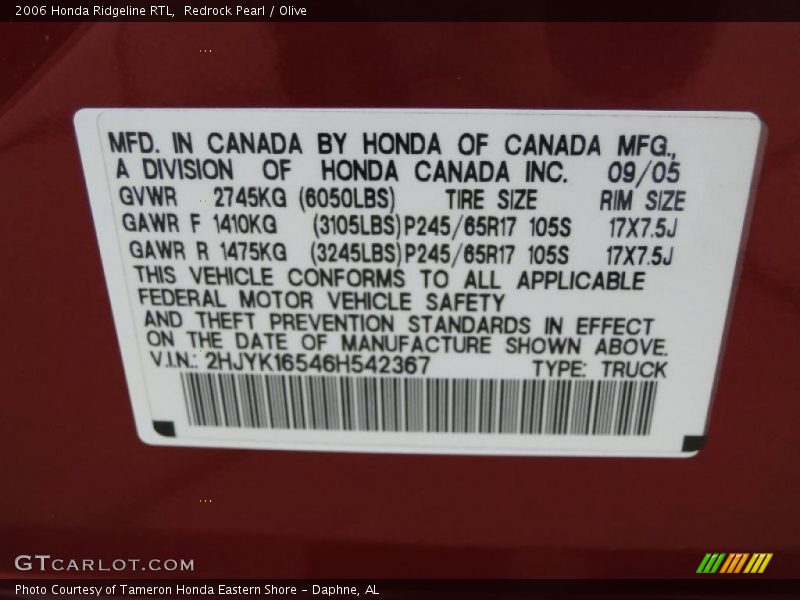 2006 Honda Ridgeline RTL,  Redrock Pearl / Olive
MFD. IN CANADA BY HONDA OF CANADA MFG.,
A DIVISION OF HONDA CANADA INC. 09/05
GVWR 2745KG (6050LBS) TIRE SIZE RIM SIZE
GAWR F 1410KG (3105LBS) P245/65R17 105S 17X7.5J
GAWR R 1475KG (3245LBS) P245/65R17 105S 17X7.5J
THIS VEHICLE CONFORMS TO ALL APPLICABLE
FEDERAL MOTOR VEHICLE SAFETY
AND THEFT PREVENTION STANDARDS IN EFFECT
ON THE DATE OF MANUFACTURE SHOWN ABOVE.
V.I.N.: 2HJYK16546H542367 TYPE: TRUCK
GTCARLOT.COM
Photo Courtesy of Tameron Honda Eastern Shore - Daphne, AL